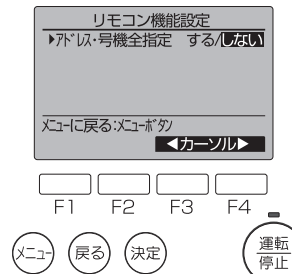 リモコン機能設定
▶アドレス・号機全指定 する/しない
メニューに戻る:メニューボタン
◀カーソル▶
F1 F2 F3 F4
メニュー 戻る 決定 運転
停止